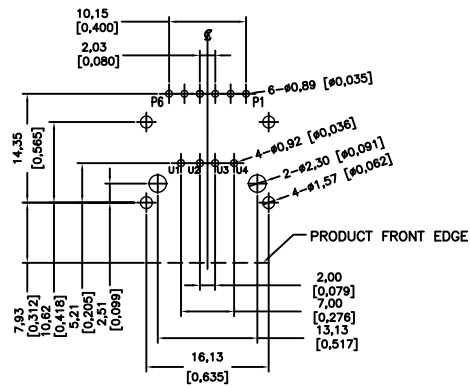 10,15
[0,400]
2,03
[0,080]
℄
6-ø0,89 [ø0,035]
P6
P1
14,35
[0,565]
4-ø0,92 [ø0,036]
U1
U2
U3
U4
2-ø2,30 [ø0,091]
4-ø1,57 [ø0,062]
PRODUCT FRONT EDGE
7,93
[0,312]
10,62
[0,418]
5,21
[0,205]
2,51
[0,099]
2,00
[0,079]
7,00
[0,276]
13,13
[0,517]
16,13
[0,635]